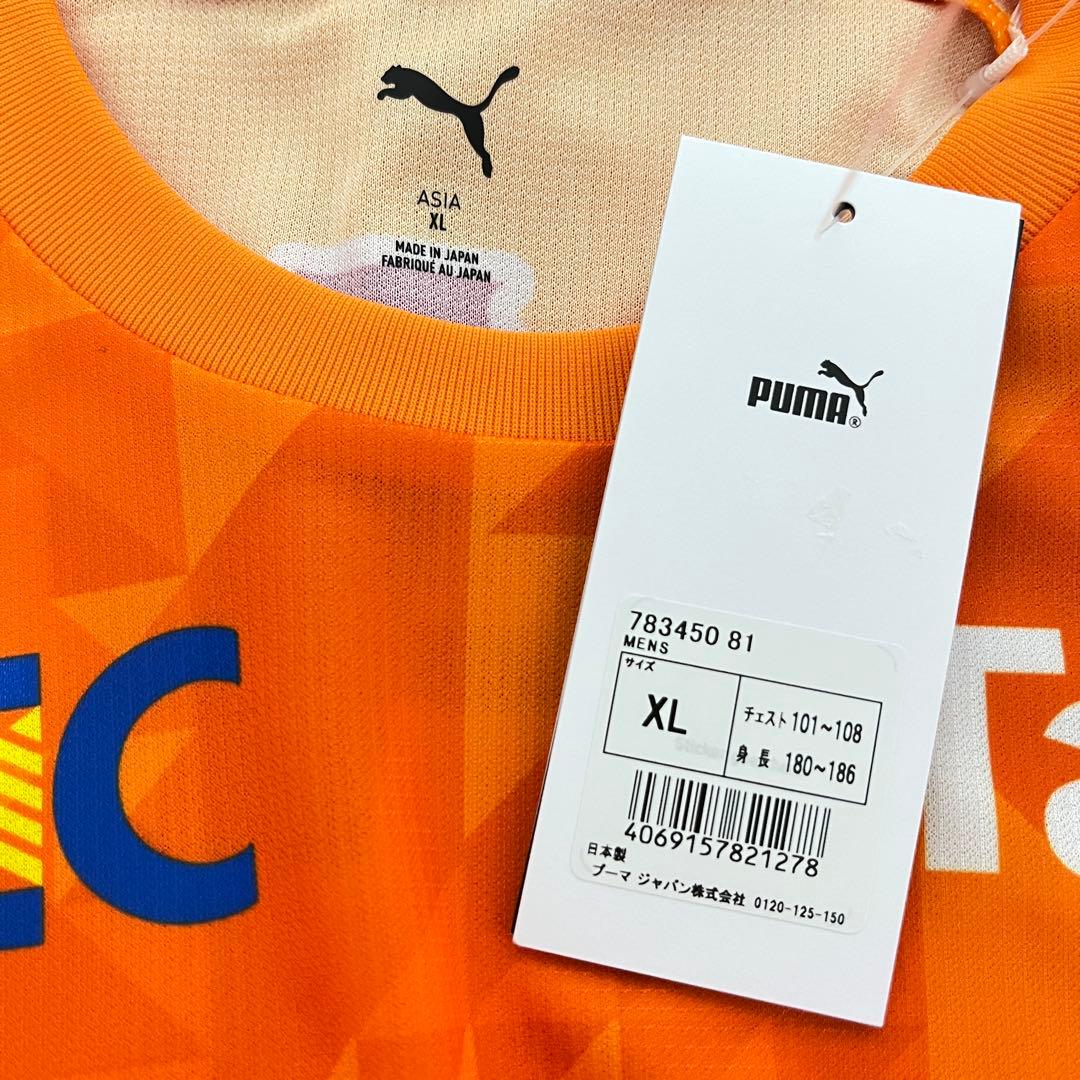 ASIA
XL
MADE IN JAPAN
FABRIQUÉ AU JAPAN
PUMA®
783450 81
MENS
サイズ
XL
チェスト 101～108
身長 180～186
4069157821278
日本製
プーマ ジャパン株式会社 0120-125-150
EC
Ta